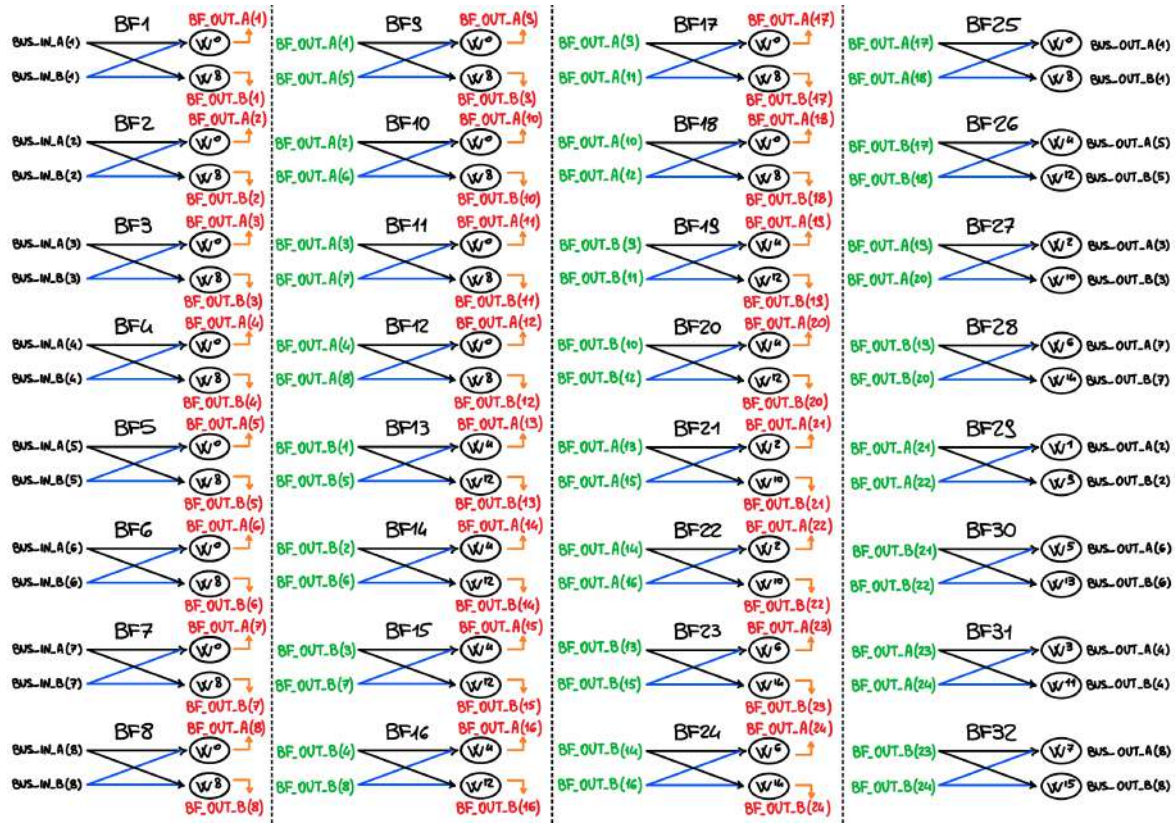 BF1 BF_OUT_A(1)
BUS_IN_A(1) W⁰
BUS_IN_B(1) W⁸
BF_OUT_B(1)
BF2 BF_OUT_A(2)
BUS_IN_A(2) W⁰
BUS_IN_B(2) W⁸
BF_OUT_B(2)
BF3 BF_OUT_A(3)
BUS_IN_A(3) W⁰
BUS_IN_B(3) W⁸
BF_OUT_B(3)
BF4 BF_OUT_A(4)
BUS_IN_A(4) W⁰
BUS_IN_B(4) W⁸
BF_OUT_B(4)
BF5 BF_OUT_A(5)
BUS_IN_A(5) W⁰
BUS_IN_B(5) W⁸
BF_OUT_B(5)
BF6 BF_OUT_A(6)
BUS_IN_A(6) W⁰
BUS_IN_B(6) W⁸
BF_OUT_B(6)
BF7 BF_OUT_A(7)
BUS_IN_A(7) W⁰
BUS_IN_B(7) W⁸
BF_OUT_B(7)
BF8 BF_OUT_A(8)
BUS_IN_A(8) W⁰
BUS_IN_B(8) W⁸
BF_OUT_B(8)
BF9 BF_OUT_A(9)
BF_OUT_A(1) W⁰
BF_OUT_A(5) W⁸
BF_OUT_B(9)
BF10 BF_OUT_A(10)
BF_OUT_A(2) W⁰
BF_OUT_A(6) W⁸
BF_OUT_B(10)
BF11 BF_OUT_A(11)
BF_OUT_A(3) W⁰
BF_OUT_A(7) W⁸
BF_OUT_B(11)
BF12 BF_OUT_A(12)
BF_OUT_A(4) W⁰
BF_OUT_A(8) W⁸
BF_OUT_B(12)
BF13 BF_OUT_A(13)
BF_OUT_B(1) W⁴
BF_OUT_B(5) W¹²
BF_OUT_B(13)
BF14 BF_OUT_A(14)
BF_OUT_B(2) W⁴
BF_OUT_B(6) W¹²
BF_OUT_B(14)
BF15 BF_OUT_A(15)
BF_OUT_B(3) W⁴
BF_OUT_B(7) W¹²
BF_OUT_B(15)
BF16 BF_OUT_A(16)
BF_OUT_B(4) W⁴
BF_OUT_B(8) W¹²
BF_OUT_B(16)
BF17 BF_OUT_A(17)
BF_OUT_A(9) W⁰
BF_OUT_A(11) W⁸
BF_OUT_B(17)
BF18 BF_OUT_A(18)
BF_OUT_A(10) W⁰
BF_OUT_A(12) W⁸
BF_OUT_B(18)
BF19 BF_OUT_A(19)
BF_OUT_B(9) W⁴
BF_OUT_B(11) W¹²
BF_OUT_B(19)
BF20 BF_OUT_A(20)
BF_OUT_B(10) W⁴
BF_OUT_B(12) W¹²
BF_OUT_B(20)
BF21 BF_OUT_A(21)
BF_OUT_A(13) W²
BF_OUT_A(15) W¹⁰
BF_OUT_B(21)
BF22 BF_OUT_A(22)
BF_OUT_A(14) W²
BF_OUT_A(16) W¹⁰
BF_OUT_B(22)
BF23 BF_OUT_A(23)
BF_OUT_B(13) W⁶
BF_OUT_B(15) W¹⁴
BF_OUT_B(23)
BF24 BF_OUT_A(24)
BF_OUT_B(14) W⁶
BF_OUT_B(16) W¹⁴
BF_OUT_B(24)
BF25
BF_OUT_A(17) W⁰ BUS_OUT_A(1)
BF_OUT_A(18) W⁸ BUS_OUT_B(1)
BF26
BF_OUT_B(17) W⁴ BUS_OUT_A(5)
BF_OUT_B(18) W¹² BUS_OUT_B(5)
BF27
BF_OUT_A(19) W² BUS_OUT_A(3)
BF_OUT_A(20) W¹⁰ BUS_OUT_B(3)
BF28
BF_OUT_B(19) W⁶ BUS_OUT_A(7)
BF_OUT_B(20) W¹⁴ BUS_OUT_B(7)
BF29
BF_OUT_A(21) W¹ BUS_OUT_A(2)
BF_OUT_A(22) W⁹ BUS_OUT_B(2)
BF30
BF_OUT_B(21) W⁵ BUS_OUT_A(6)
BF_OUT_B(22) W¹³ BUS_OUT_B(6)
BF31
BF_OUT_A(23) W³ BUS_OUT_A(4)
BF_OUT_A(24) W¹¹ BUS_OUT_B(4)
BF32
BF_OUT_B(23) W⁷ BUS_OUT_A(8)
BF_OUT_B(24) W¹⁵ BUS_OUT_B(8)